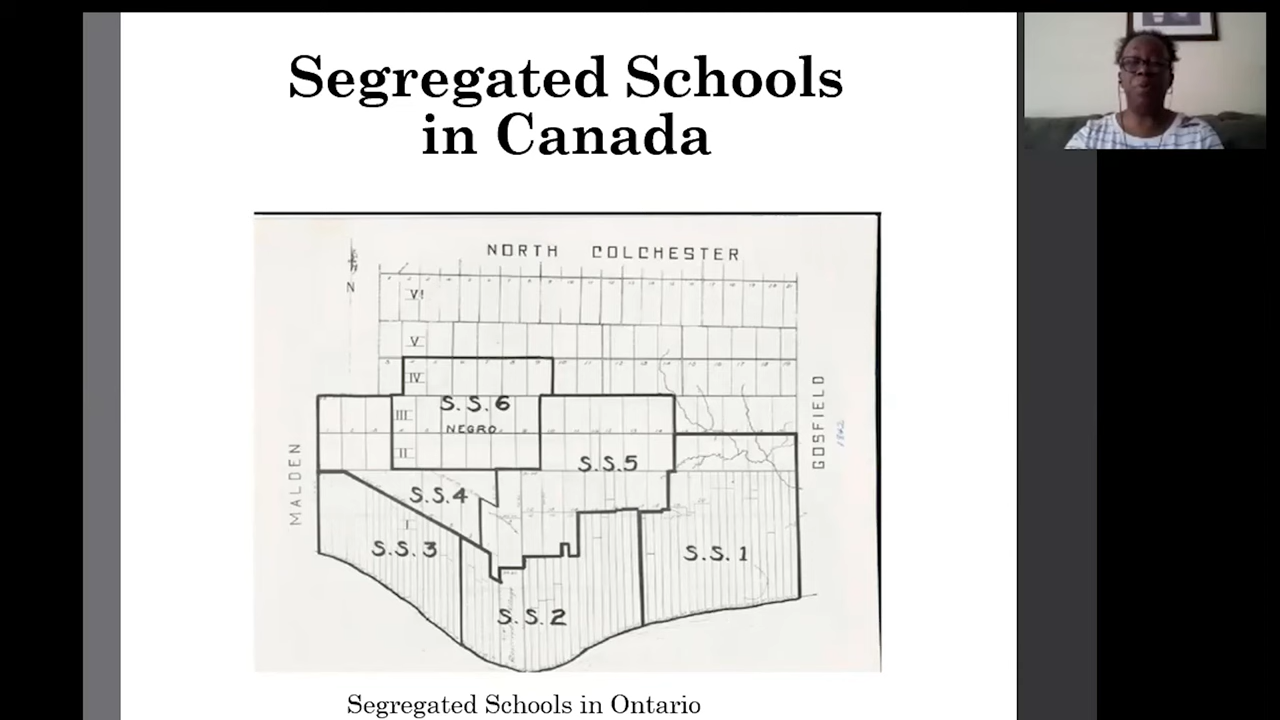 Segregated Schools
in Canada
NORTH COLCHESTER
N
VI
V
IV
S.S.6
III
NEGRO
II
S.S.5
S.S.4
I
S.S.3
S.S.1
S.S.2
MALDEN
GOSFIELD
Segregated Schools in Ontario